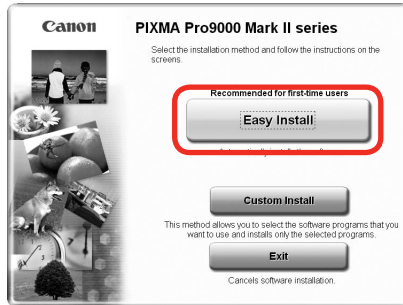 Canon
PIXMA Pro9000 Mark II series
Select the installation method and follow the instructions on the
screens.
Recommended for first-time users
Easy Install
Custom Install
This method allows you to select the software programs that you
want to use and installs only the selected programs.
Exit
Cancels software installation.